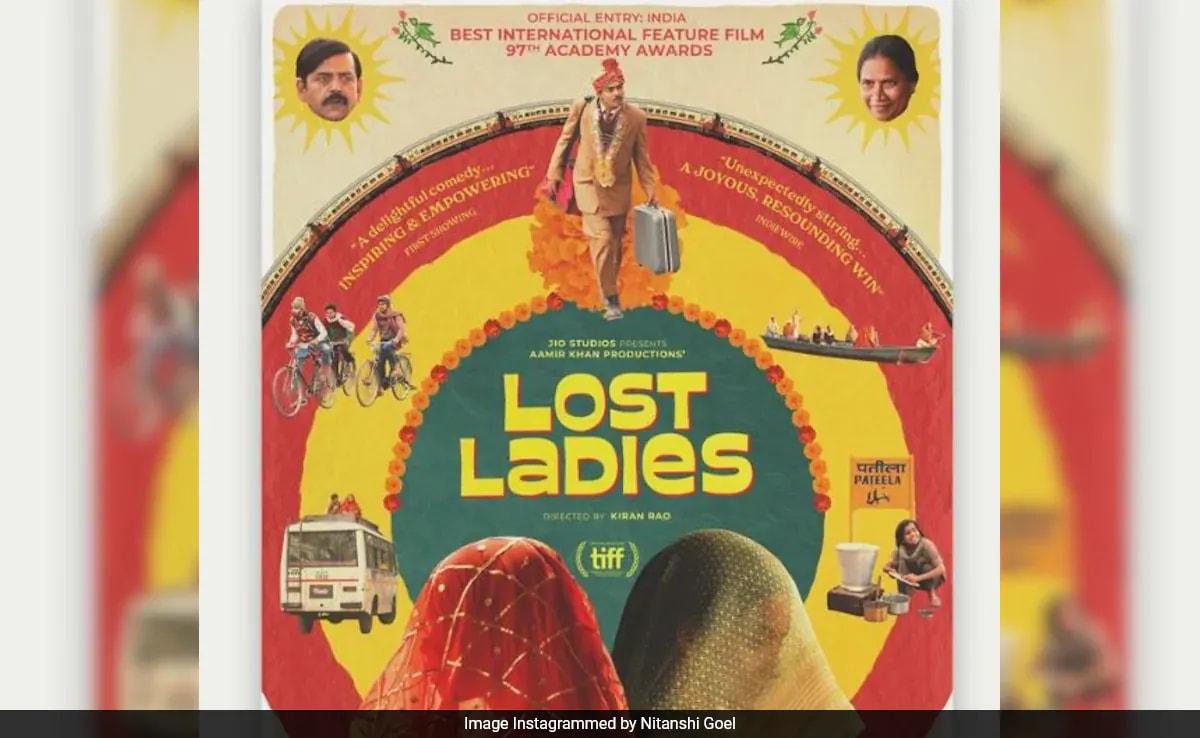 OFFICIAL ENTRY: INDIA
BEST INTERNATIONAL FEATURE FILM
97TH ACADEMY AWARDS
"A delightful comedy...
INSPIRING & EMPOWERING"
FIRST SHOWING
"Unexpectedly stirring...
A JOYOUS, RESOUNDING WIN"
INDIEWIRE
JIO STUDIOS PRESENTS
AAMIR KHAN PRODUCTIONS'
LOST
LaDIes
DIRECTED BY KIRAN RAO
पतीला
PATEELA
tiff
Image Instagrammed by Nitanshi Goel